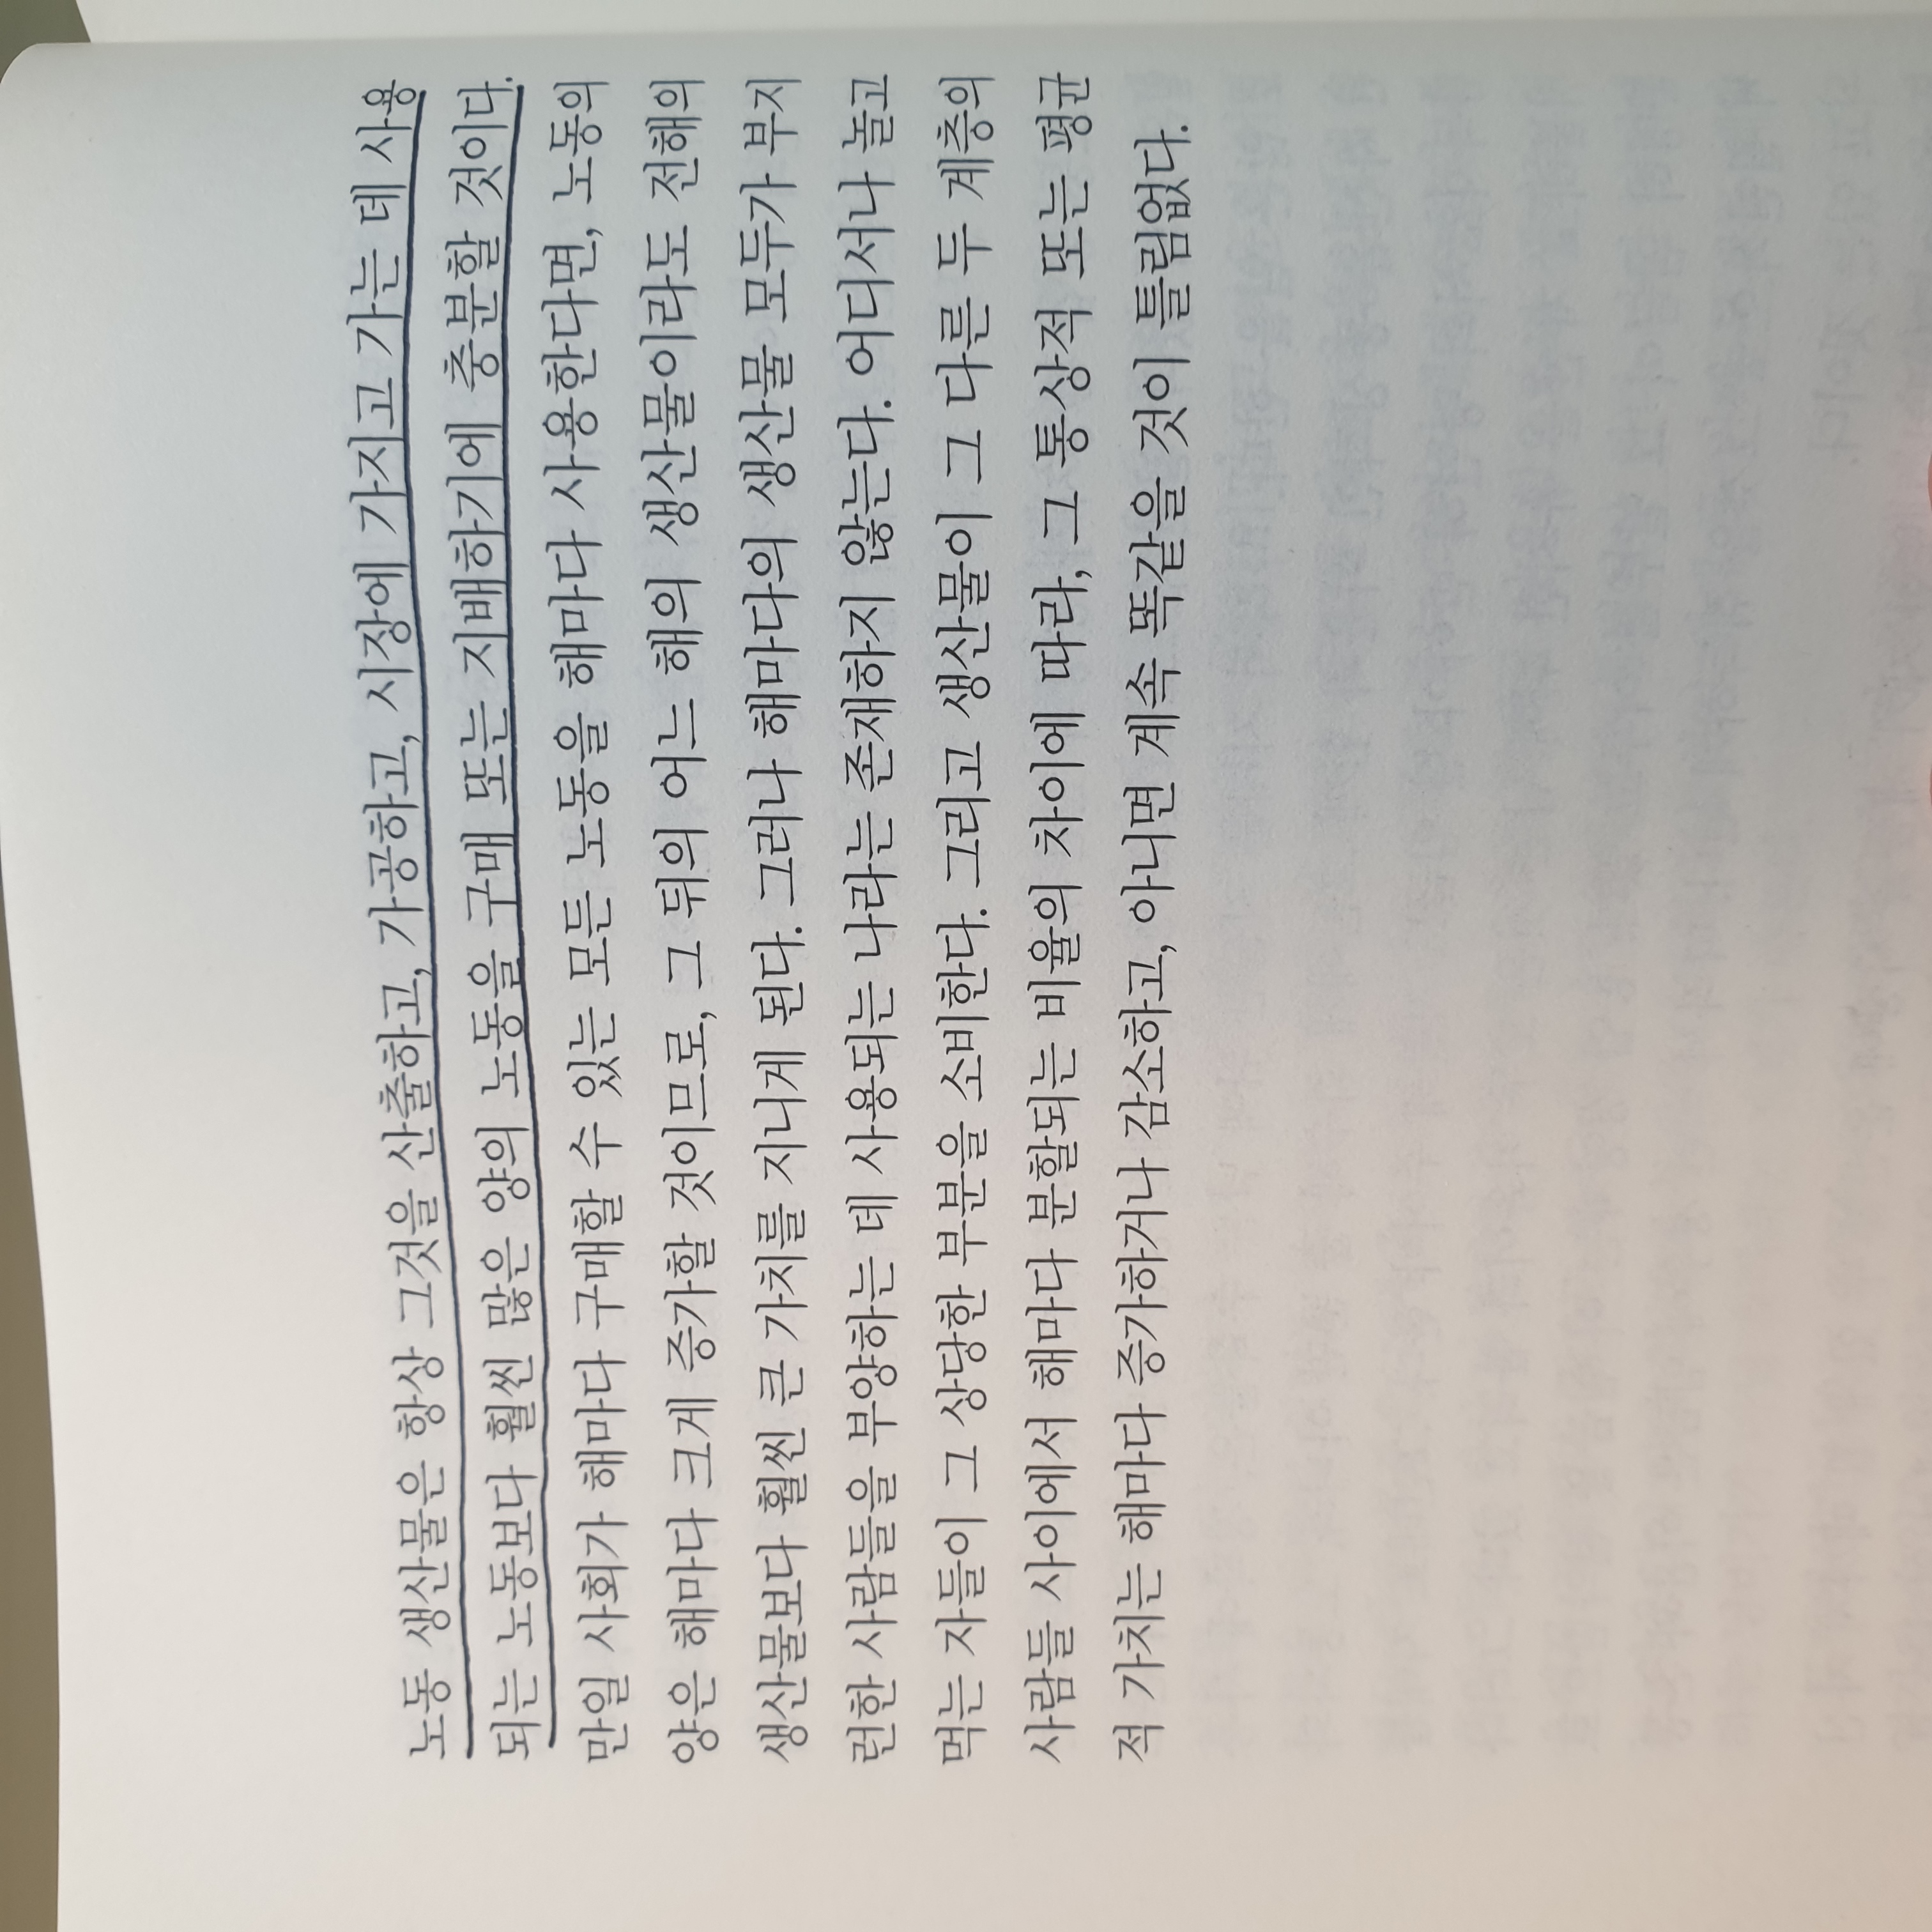 노동 생산물은 항상 그것을 산출하고, 가공하고, 시장에 가지고 가는 데 사용
되는 노동보다 훨씬 많은 양의 노동을 구매 또는 지배하기에 충분할 것이다.
만일 사회가 해마다 구매할 수 있는 모든 노동을 해마다 사용한다면, 노동의
양은 해마다 크게 증가할 것이므로, 그 뒤의 어느 해의 생산물이라도 전해의
생산물보다 훨씬 큰 가치를 지니게 된다. 그러나 해마다의 생산물 모두가 부지
런한 사람들을 부양하는 데 사용되는 나라는 존재하지 않는다. 어디서나 놀고
먹는 자들이 그 상당한 부분을 소비한다. 그리고 생산물이 그 다른 두 계층의
사람들 사이에서 해마다 분할되는 비율의 차이에 따라, 그 통상적 또는 평균
적 가치는 해마다 증가하거나 감소하고, 아니면 계속 똑같을 것이 틀림없다.